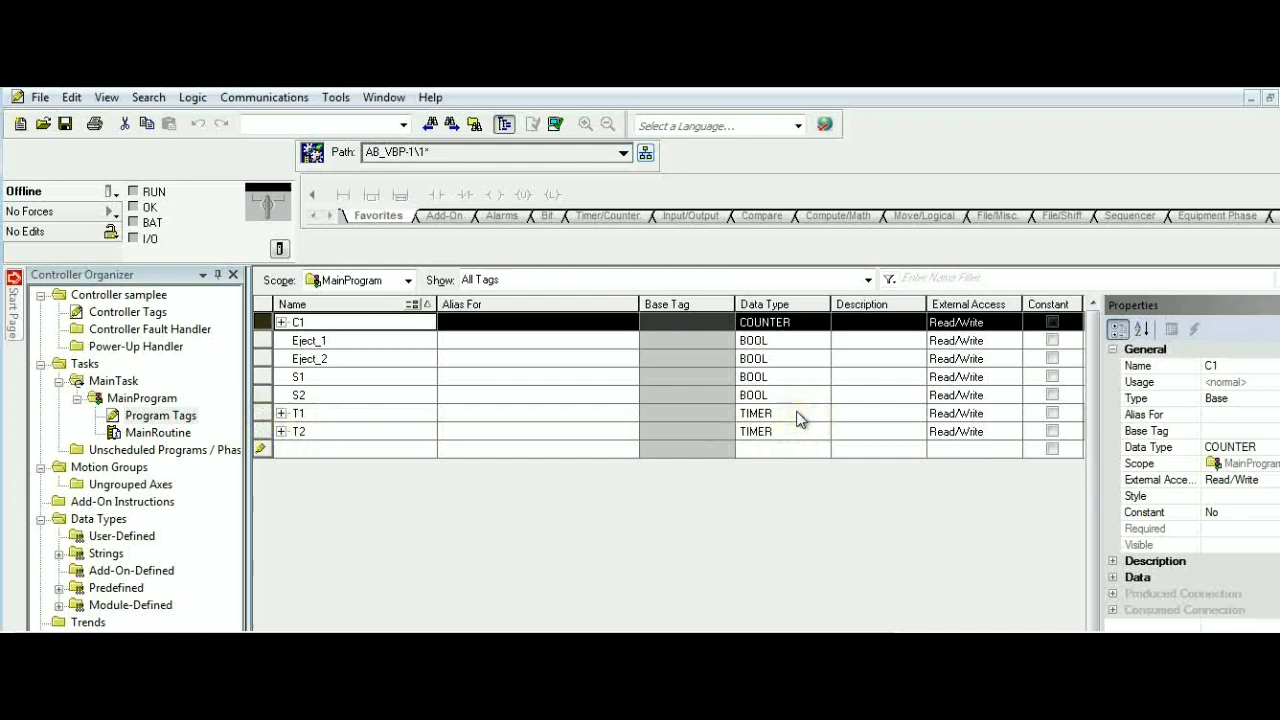 File Edit View Search Logic Communications Tools Window Help
Select a Language...
Path: AB_VBP-1\1*
Offline RUN
No Forces OK
No Edits BAT
I/O
Favorites Add-On Alarms Bit Timer/Counter Input/Output Compare Compute/Math Move/Logical File/Misc. File/Shift Sequencer Equipment Phase
Start Page
Controller Organizer
Controller samplee
Controller Tags
Controller Fault Handler
Power-Up Handler
Tasks
MainTask
MainProgram
Program Tags
MainRoutine
Unscheduled Programs / Phas
Motion Groups
Ungrouped Axes
Add-On Instructions
Data Types
User-Defined
Strings
Add-On-Defined
Predefined
Module-Defined
Trends
Scope: MainProgram Show: All Tags Enter Name Filter
Name Alias For Base Tag Data Type Description External Access Constant
C1 COUNTER Read/Write
Eject_1 BOOL Read/Write
Eject_2 BOOL Read/Write
S1 BOOL Read/Write
S2 BOOL Read/Write
T1 TIMER Read/Write
T2 TIMER Read/Write
Properties
General
Name C1
Usage <normal>
Type Base
Alias For
Base Tag
Data Type COUNTER
Scope MainProgram
External Acce... Read/Write
Style
Constant No
Required
Visible
Description
Data
Produced Connection
Consumed Connection